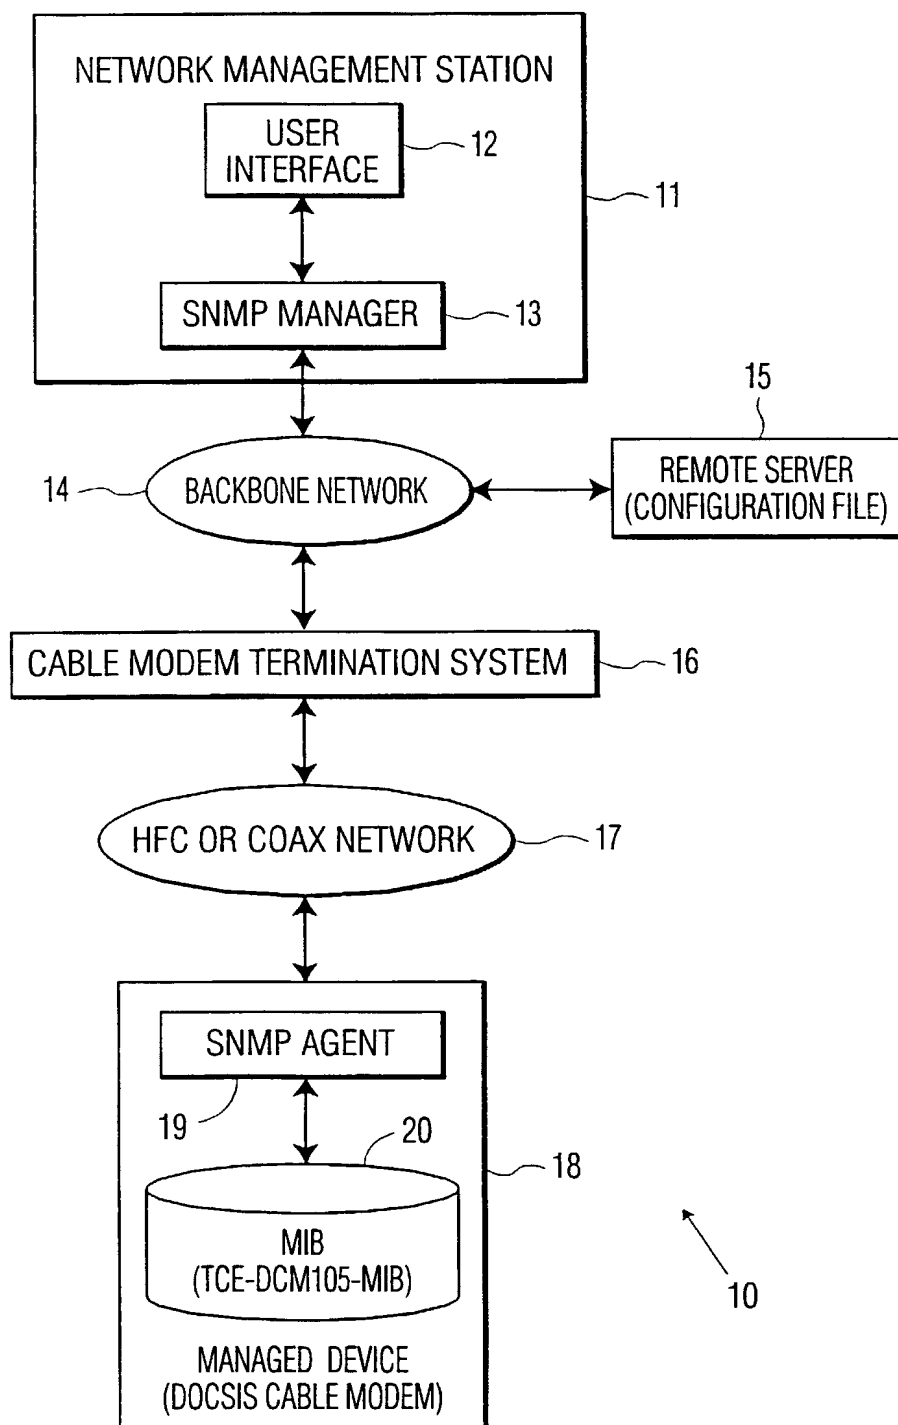 NETWORK MANAGEMENT STATION
USER
INTERFACE
12
11
SNMP MANAGER
13
15
14
BACKBONE NETWORK
REMOTE SERVER
(CONFIGURATION FILE)
CABLE MODEM TERMINATION SYSTEM
16
HFC OR COAX NETWORK
17
SNMP AGENT
19
20
18
MIB
(TCE-DCM105-MIB)
10
MANAGED DEVICE
(DOCSIS CABLE MODEM)